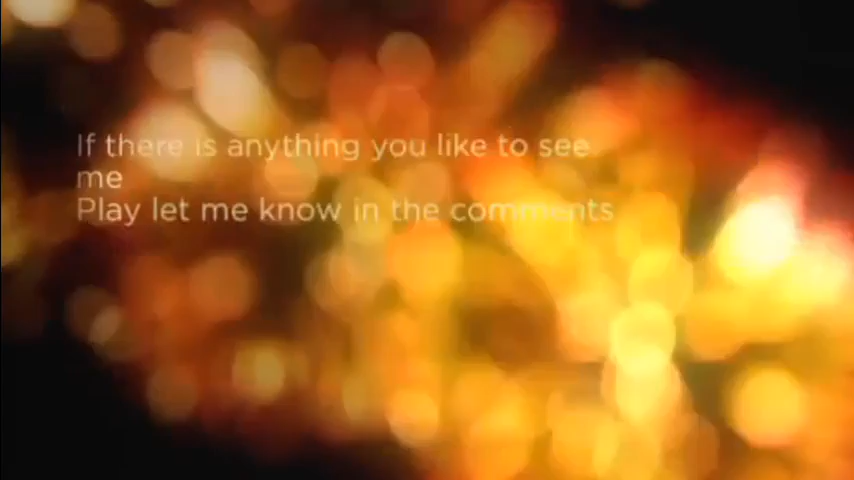 If there is anything you like to see
me
Play let me know in the comments